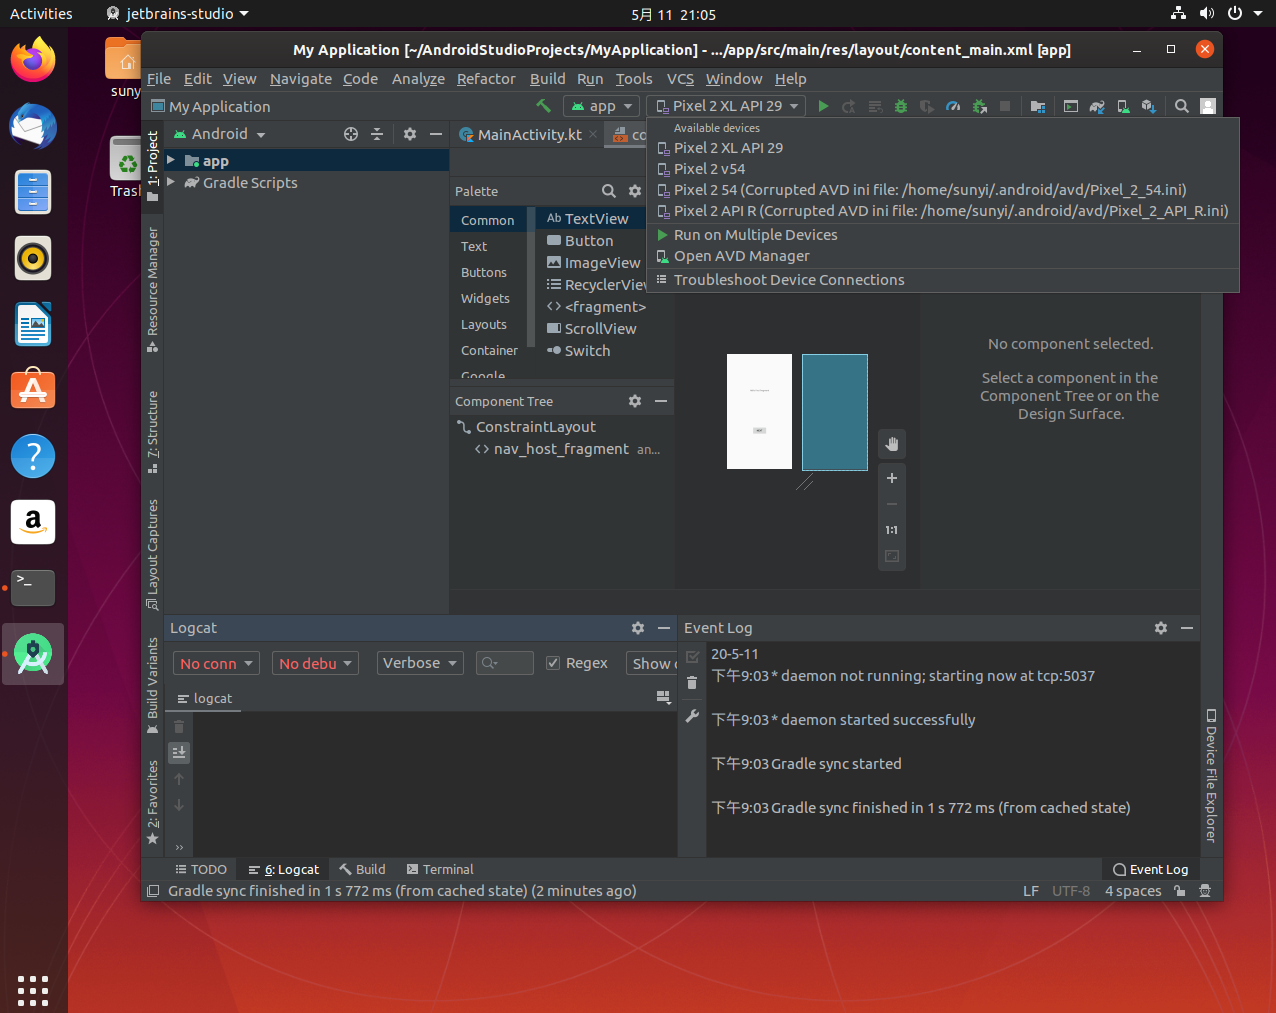 Activities
jetbrains-studio
5月 11 21:05
suny
Trash
My Application [~/AndroidStudioProjects/MyApplication] - .../app/src/main/res/layout/content_main.xml [app]
File Edit View Navigate Code Analyze Refactor Build Run Tools VCS Window Help
My Application
app
Pixel 2 XL API 29
Available devices
Pixel 2 XL API 29
Pixel 2 v54
Pixel 2 54 (Corrupted AVD ini file: /home/sunyi/.android/avd/Pixel_2_54.ini)
Pixel 2 API R (Corrupted AVD ini file: /home/sunyi/.android/avd/Pixel_2_API_R.ini)
Run on Multiple Devices
Open AVD Manager
Troubleshoot Device Connections
1: Project
Resource Manager
Z: Structure
Layout Captures
Build Variants
2: Favorites
Android
app
Gradle Scripts
MainActivity.kt
co
Palette
Common
Text
Buttons
Widgets
Layouts
Container
Google
Ab TextView
Button
ImageView
RecyclerView
<fragment>
ScrollView
Switch
Component Tree
ConstraintLayout
nav_host_fragment an...
1:1
No component selected.
Select a component in the
Component Tree or on the
Design Surface.
Logcat
No conn
No debu
Verbose
Regex
Show
logcat
Event Log
20-5-11
下午9:03 * daemon not running; starting now at tcp:5037
下午9:03 * daemon started successfully
下午9:03 Gradle sync started
下午9:03 Gradle sync finished in 1 s 772 ms (from cached state)
Device File Explorer
TODO
6: Logcat
Build
Terminal
Event Log
Gradle sync finished in 1 s 772 ms (from cached state) (2 minutes ago)
LF UTF-8 4 spaces